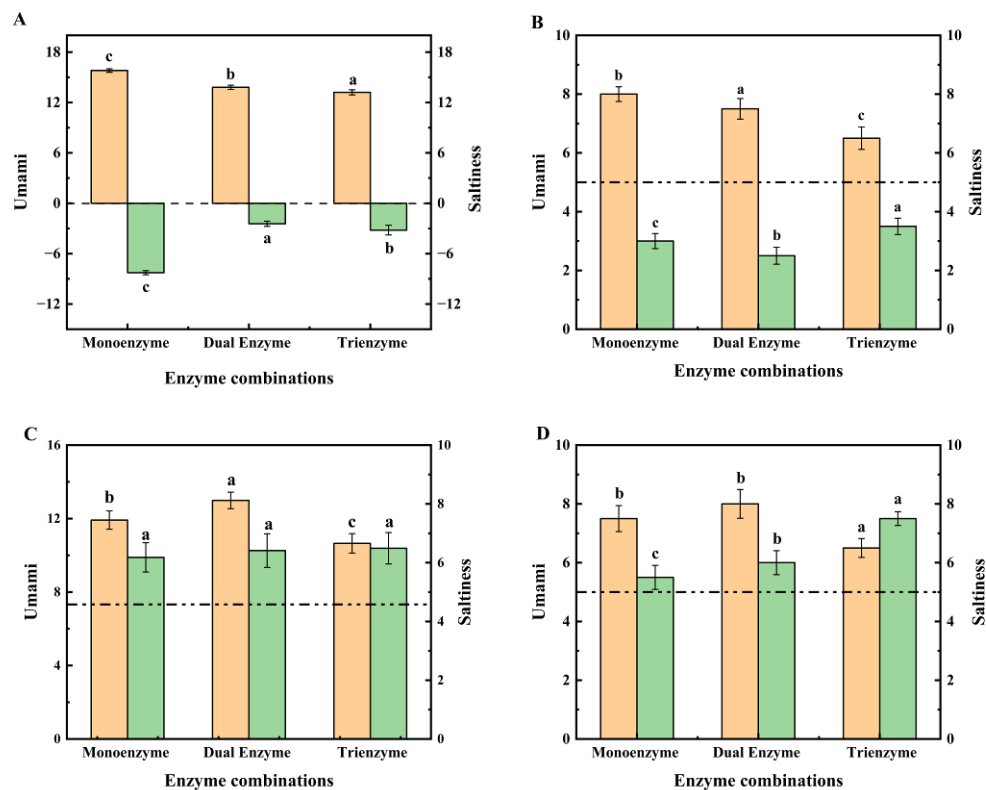 A
18
12
6
0
−6
−12
Umami
18
12
6
0
−6
−12
Saltiness
c
b
a
c
a
b
Monoenzyme Dual Enzyme Trienzyme
Enzyme combinations
B
10
8
6
4
2
0
Umami
10
8
6
4
2
0
Saltiness
b
a
c
c
b
a
Monoenzyme Dual Enzyme Trienzyme
Enzyme combinations
C
16
12
8
4
0
Umami
10
8
6
4
2
0
Saltiness
b
a
c
a
a
a
Monoenzyme Dual Enzyme Trienzyme
Enzyme combinations
D
10
8
6
4
2
0
Umami
10
8
6
4
2
0
Saltiness
b
b
a
c
b
a
Monoenzyme Dual Enzyme Trienzyme
Enzyme combinations